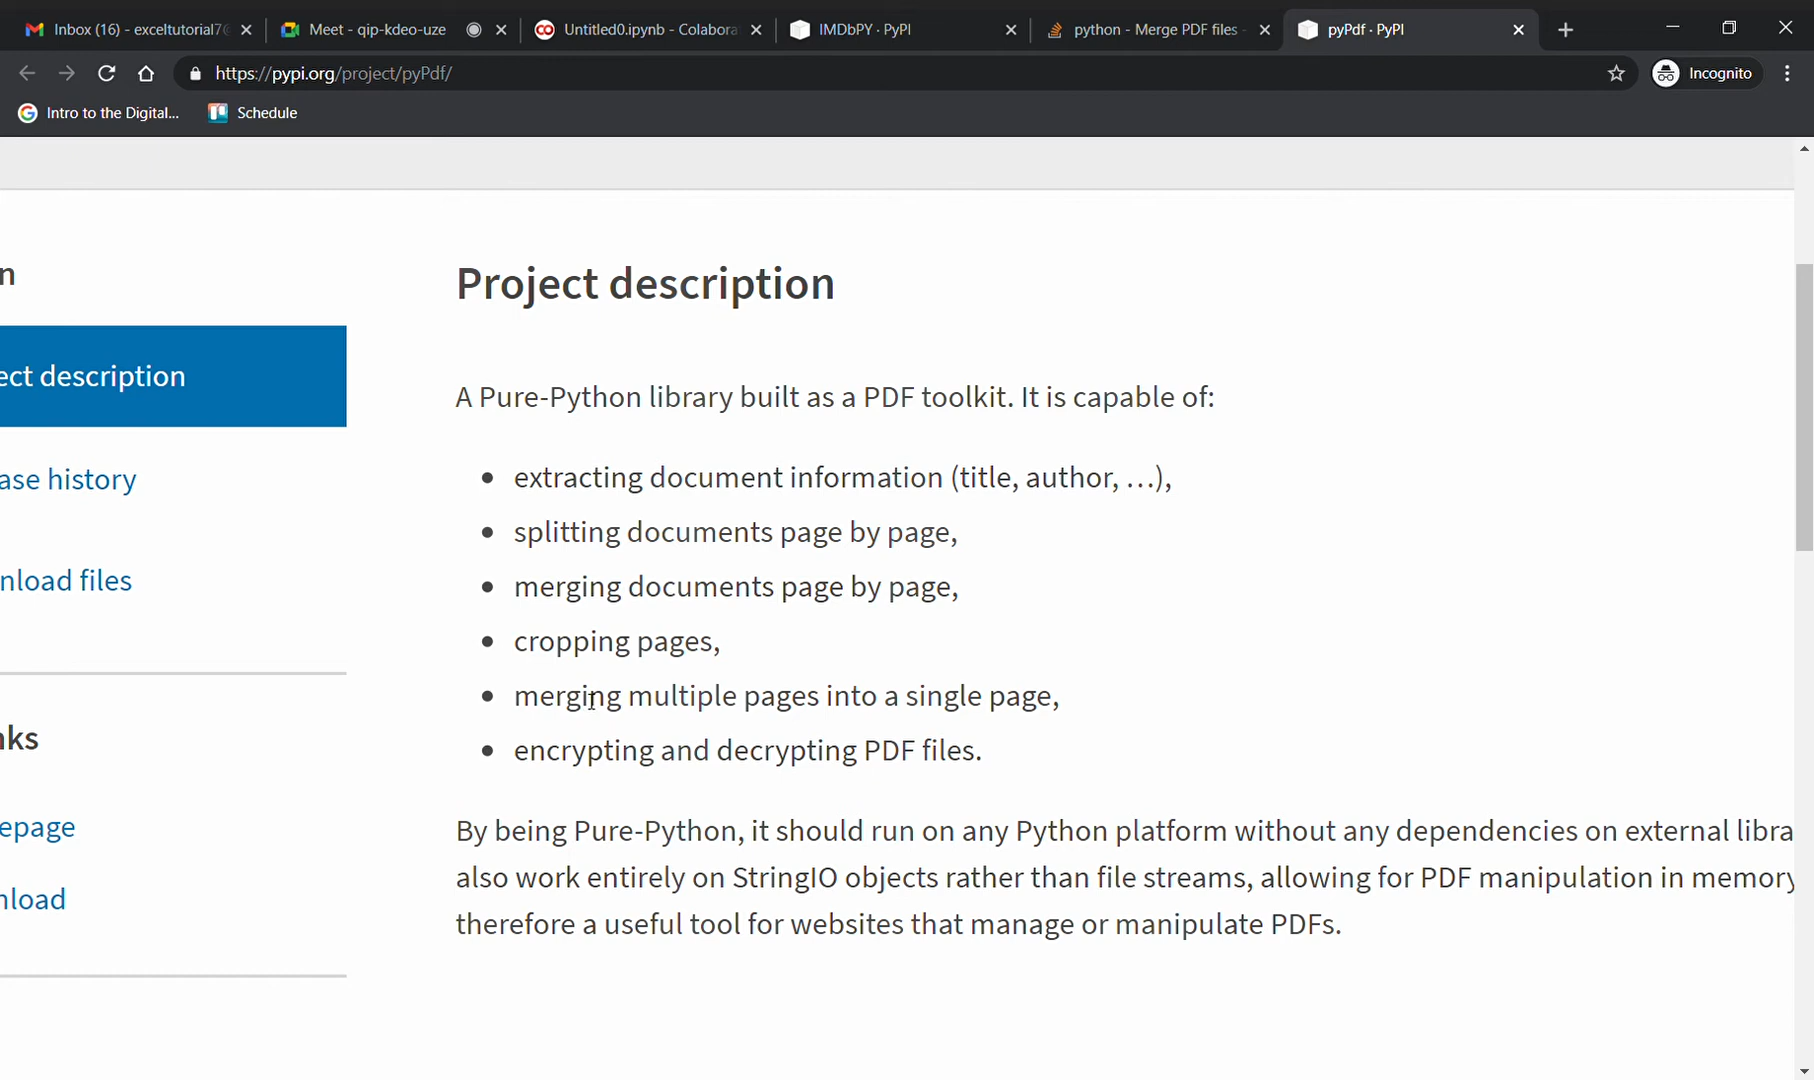 Inbox (16) - exceltutorial7@
Meet - qip-kdeo-uze
Untitled0.ipynb - Colabora
IMDbPY · PyPI
python - Merge PDF files -
pyPdf · PyPI
https://pypi.org/project/pyPdf/
Incognito
Intro to the Digital...
Schedule
n
ect description
ase history
nload files
nks
epage
nload
Project description
A Pure-Python library built as a PDF toolkit. It is capable of:
extracting document information (title, author, …),
splitting documents page by page,
merging documents page by page,
cropping pages,
merging multiple pages into a single page,
encrypting and decrypting PDF files.
By being Pure-Python, it should run on any Python platform without any dependencies on external libra
also work entirely on StringIO objects rather than file streams, allowing for PDF manipulation in memory
therefore a useful tool for websites that manage or manipulate PDFs.